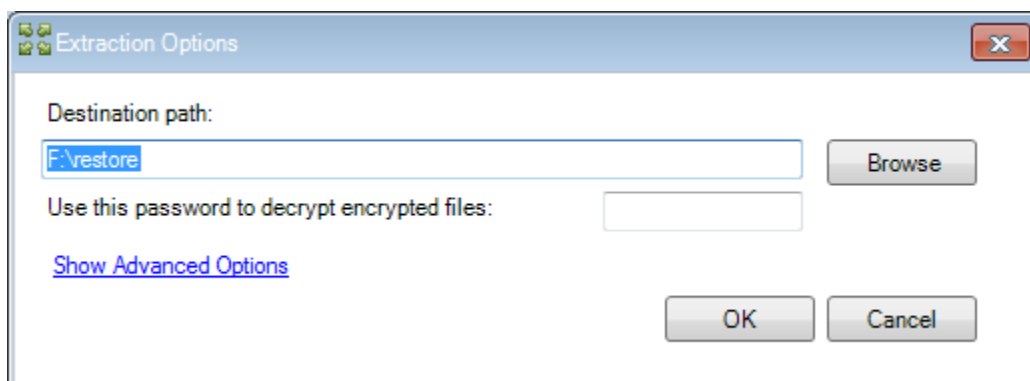 Extraction Options
Destination path:
F:\restore
Browse
Use this password to decrypt encrypted files:
Show Advanced Options
OK
Cancel